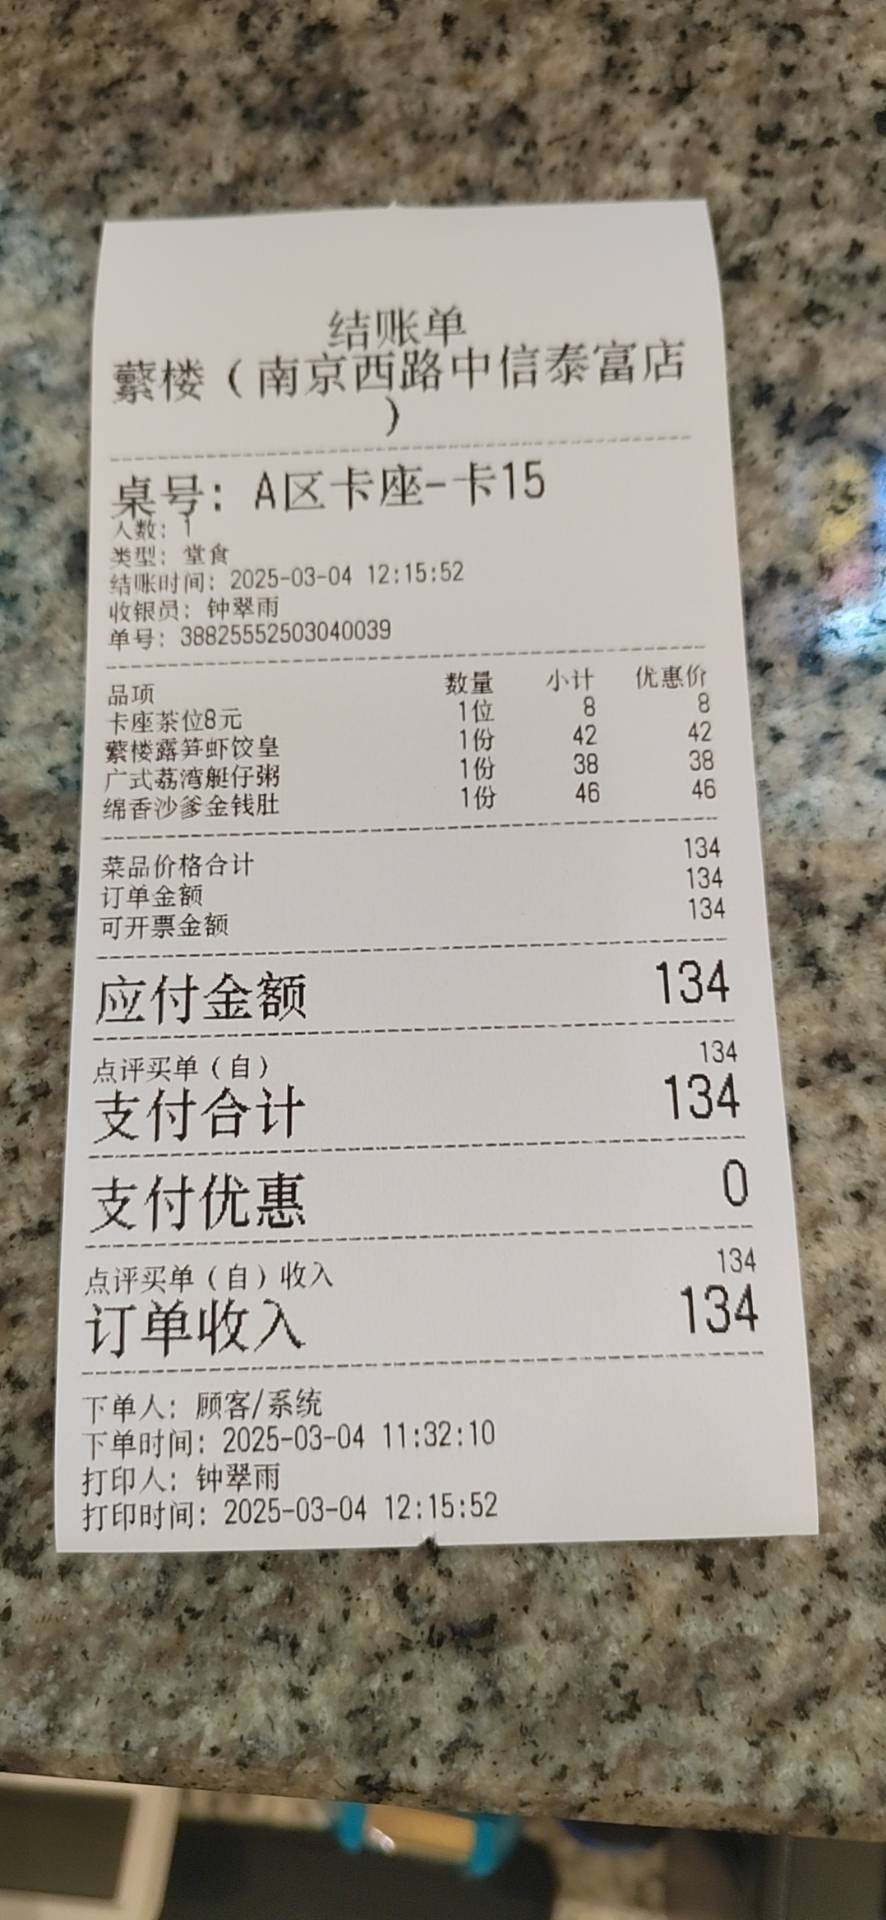 结账单
蘩楼（南京西路中信泰富店
）
桌号：A区卡座-卡15
人数：1
类型：堂食
结账时间：2025-03-04 12:15:52
收银员：钟翠雨
单号：38825552503040039
品项 数量 小计 优惠价
卡座茶位8元 1位 8 8
蘩楼露笋虾饺皇 1份 42 42
广式荔湾艇仔粥 1份 38 38
绵香沙爹金钱肚 1份 46 46
菜品价格合计 134
订单金额 134
可开票金额 134
应付金额 134
点评买单（自） 134
支付合计 134
支付优惠 0
点评买单（自）收入 134
订单收入 134
下单人：顾客/系统
下单时间：2025-03-04 11:32:10
打印人：钟翠雨
打印时间：2025-03-04 12:15:52